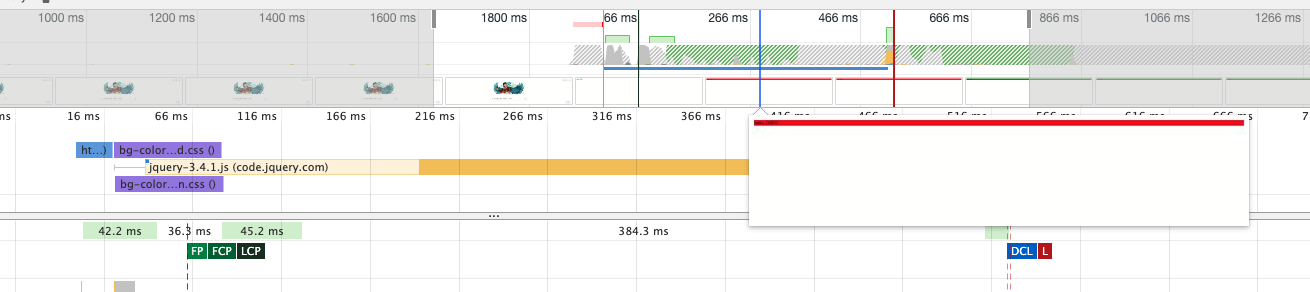 1000 ms 1200 ms 1400 ms 1600 ms 1800 ms 66 ms 266 ms 466 ms 666 ms 866 ms 1066 ms 1266 ms
ms 16 ms 66 ms 116 ms 166 ms 216 ms 266 ms 316 ms 366 ms 416 ms 466 ms 516 ms 566 ms 616 ms 666 ms 7
ht...) bg-color...d.css ()
jquery-3.4.1.js (code.jquery.com)
bg-color...n.css ()
...
42.2 ms 36.3 ms 45.2 ms 384.3 ms
FP FCP LCP DCL L